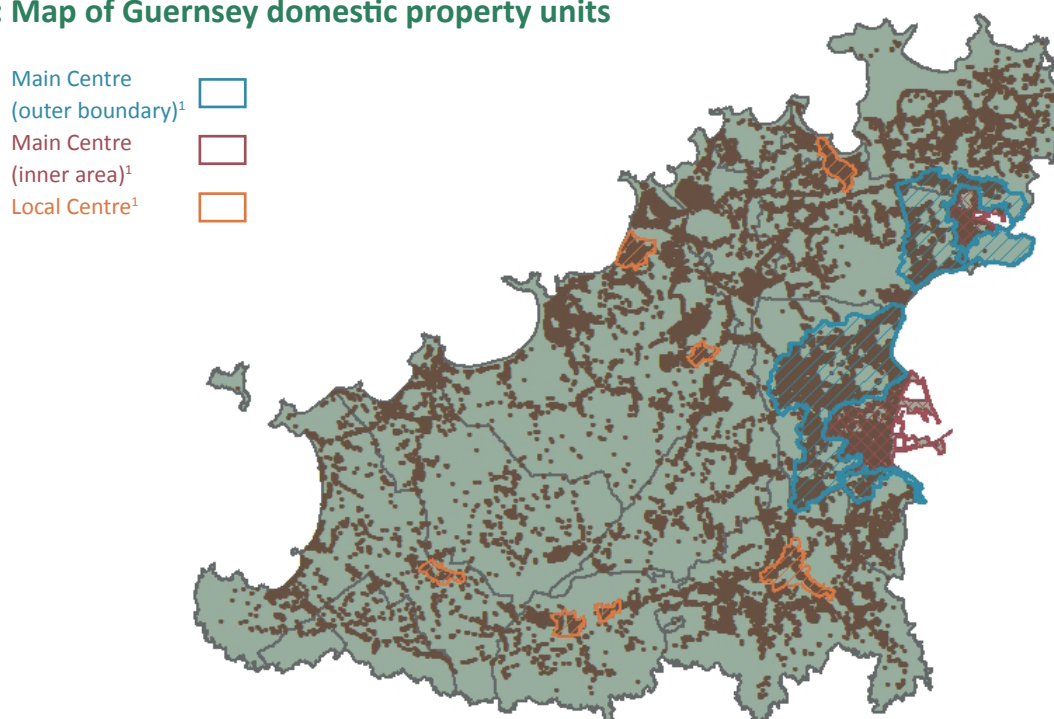 : Map of Guernsey domestic property units
Main Centre
(outer boundary)¹
Main Centre
(inner area)¹
Local Centre¹